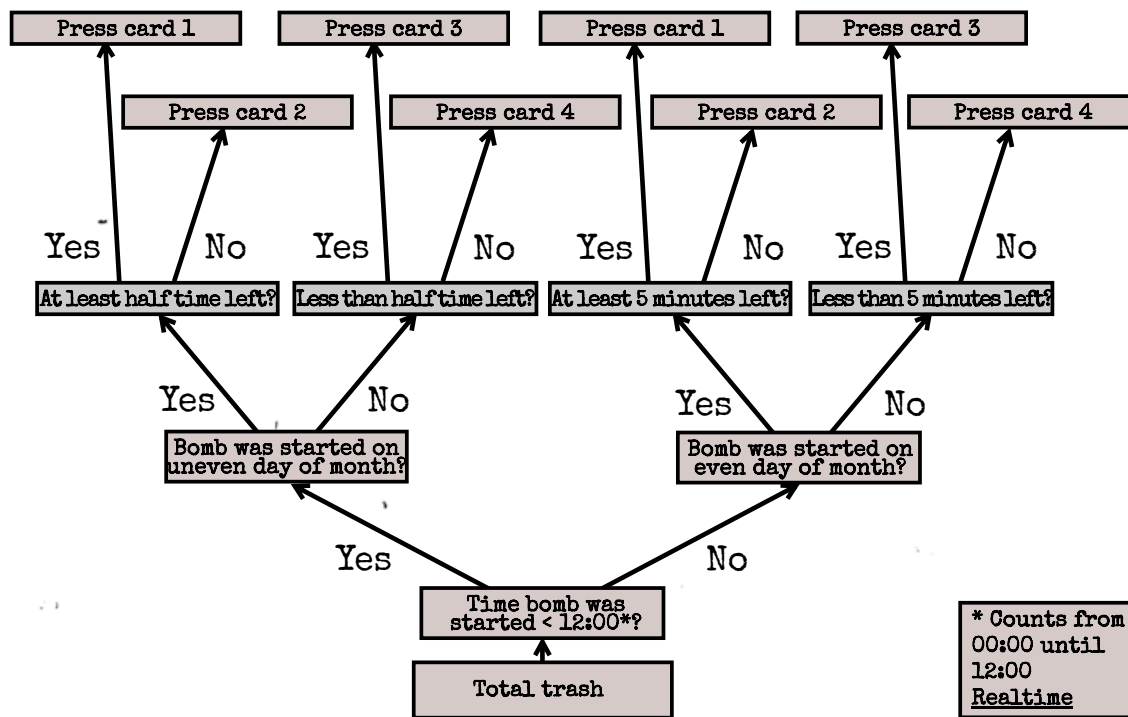 Press card 1
Press card 3
Press card 1
Press card 3
Press card 2
Press card 4
Press card 2
Press card 4
Yes
No
Yes
No
Yes
No
Yes
No
At least half time left?
Less than half time left?
At least 5 minutes left?
Less than 5 minutes left?
Yes
No
Yes
No
Bomb was started on
uneven day of month?
Bomb was started on
even day of month?
Yes
No
Time bomb was
started < 12:00*?
Total trash
* Counts from
00:00 until
12:00
Realtime